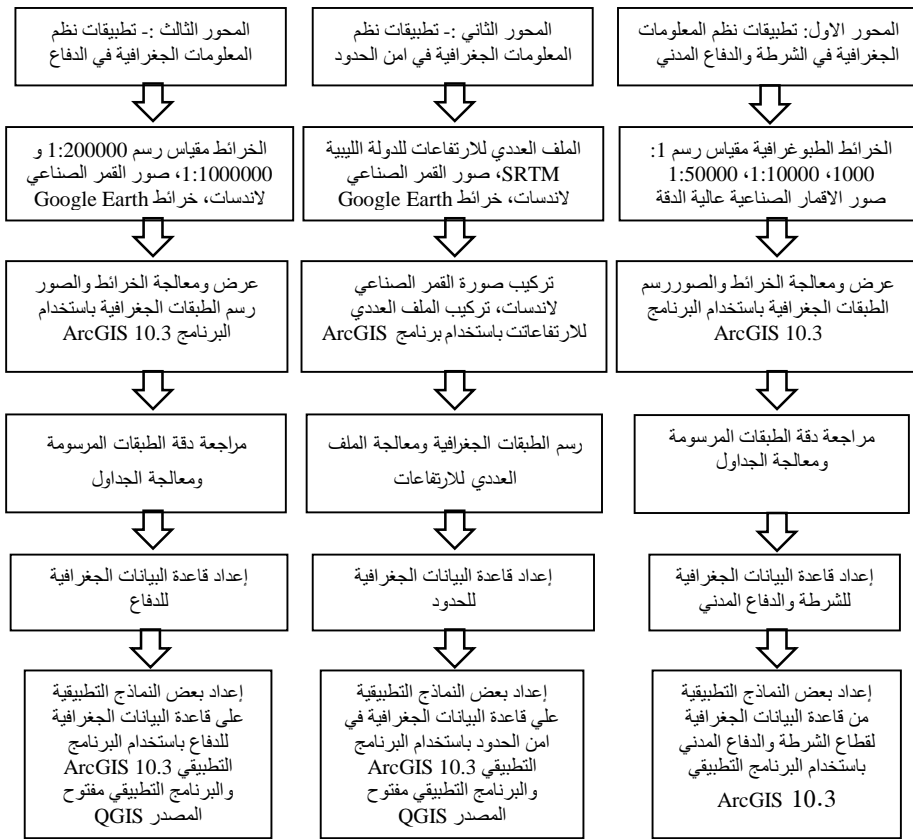 المحور الاول: تطبيقات نظم المعلومات
الجغرافية في الشرطة والدفاع المدني
المحور الثاني :- تطبيقات نظم
المعلومات الجغرافية في امن الحدود
المحور الثالث :- تطبيقات نظم
المعلومات الجغرافية في الدفاع
الخرائط الطبوغرافية مقياس رسم 1:
1000، 1:10000، 1:50000
صور الاقمار الصناعية عالية الدقة
الملف العددي للارتفاعات للدولة الليبية
SRTM، صور القمر الصناعي
لاندسات، خرائط Google Earth
الخرائط مقياس رسم 1:200000 و
1:1000000، صور القمر الصناعي
لاندسات، خرائط Google Earth
عرض ومعالجة الخرائط والصوررسم
الطبقات الجغرافية باستخدام البرنامج
ArcGIS 10.3
تركيب صورة القمر الصناعي
لاندسات، تركيب الملف العددي
للارتفاعاتت باستخدام برنامج ArcGIS
عرض ومعالجة الخرائط والصور
رسم الطبقات الجغرافية باستخدام
البرنامج ArcGIS 10.3
مراجعة دقة الطبقات المرسومة
ومعالجة الجداول
رسم الطبقات الجغرافية ومعالجة الملف
العددي للارتفاعات
مراجعة دقة الطبقات المرسومة
ومعالجة الجداول
إعداد قاعدة البيانات الجغرافية
للشرطة والدفاع المدني
إعداد قاعدة البيانات الجغرافية
للحدود
إعداد قاعدة البيانات الجغرافية
للدفاع
إعداد بعض النماذج التطبيقية
من قاعدة البيانات الجغرافية
لقطاع الشرطة والدفاع المدني
باستخدام البرنامج التطبيقي
ArcGIS 10.3
إعداد بعض النماذج التطبيقية
علي قاعدة البيانات الجغرافية في
امن الحدود باستخدام البرنامج
التطبيقي ArcGIS 10.3
والبرنامج التطبيقي مفتوح
المصدر QGIS
إعداد بعض النماذج التطبيقية
على قاعدة البيانات الجغرافية
للدفاع باستخدام البرنامج
التطبيقي ArcGIS 10.3
والبرنامج التطبيقي مفتوح
المصدر QGIS